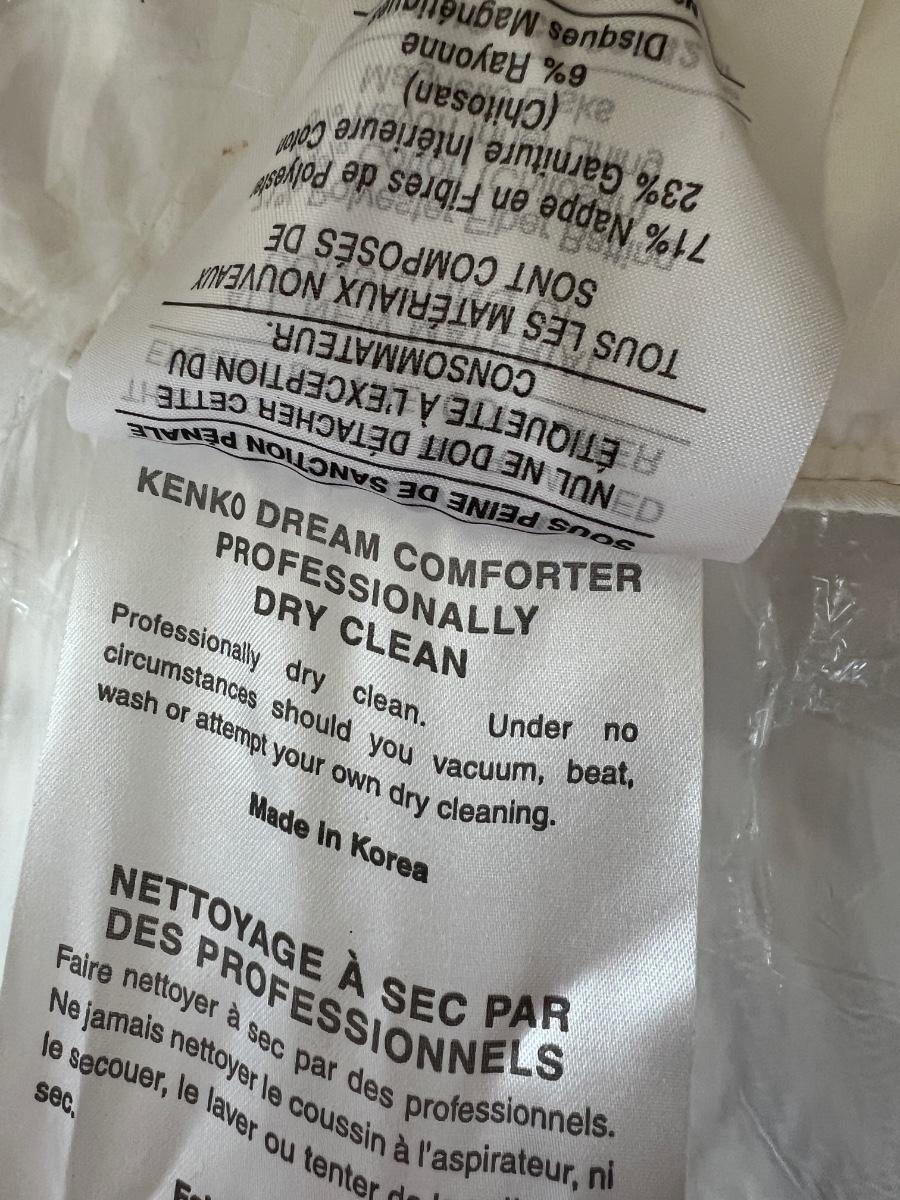 SOUS PEINE DE SANCTION PÉNALE
NUL NE DOIT DÉTACHER CETTE
ÉTIQUETTE À L'EXCEPTION DU
CONSOMMATEUR.
TOUS LES MATÉRIAUX NOUVEAUX
SONT COMPOSÉS DE
71% Nappe en Fibres de Polyester
23% Garniture Intérieure Coton
(Chitosan)
6% Rayonne
Disques
KENKO DREAM COMFORTER
PROFESSIONALLY
DRY CLEAN
Professionally dry clean. Under no
circumstances should you vacuum, beat,
wash or attempt your own dry cleaning.
Made in Korea
NETTOYAGE À SEC PAR
DES PROFESSIONNELS
Faire nettoyer à sec par des professionnels.
Ne jamais nettoyer le coussin à l'aspirateur, ni
le secouer, le laver ou tenter
sec.